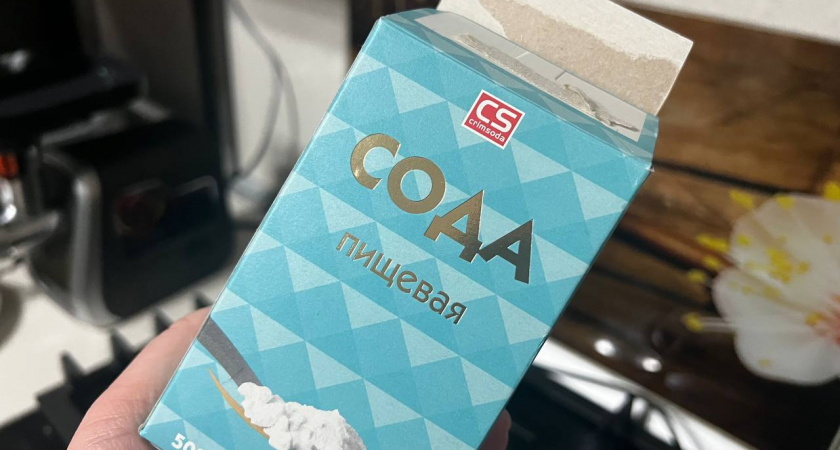 CS
crimsoda
СОДА
пищевая